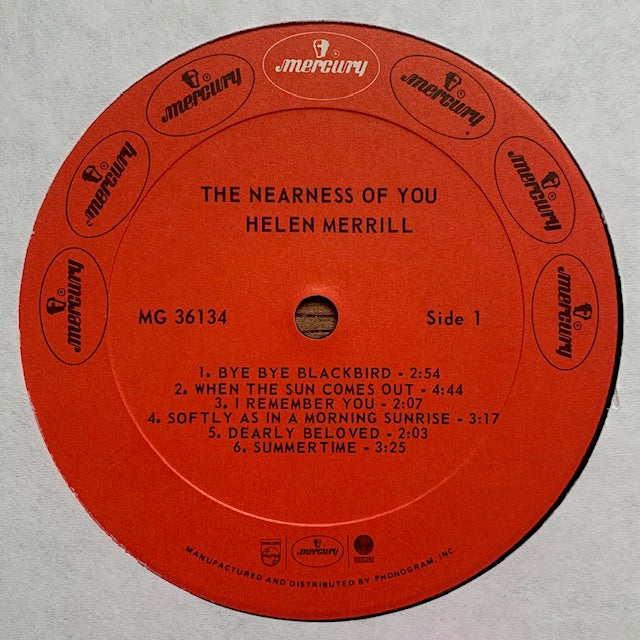 mercury
mercury
mercury
mercury
mercury
mercury
mercury
THE NEARNESS OF YOU
HELEN MERRILL
MG 36134
Side 1
1. BYE BYE BLACKBIRD - 2:54
2. WHEN THE SUN COMES OUT - 4:44
3. I REMEMBER YOU - 2:07
4. SOFTLY AS IN A MORNING SUNRISE - 3:17
5. DEARLY BELOVED - 2:03
6. SUMMERTIME - 3:25
PHILIPS
mercury
MANUFACTURED AND DISTRIBUTED BY PHONOGRAM, INC